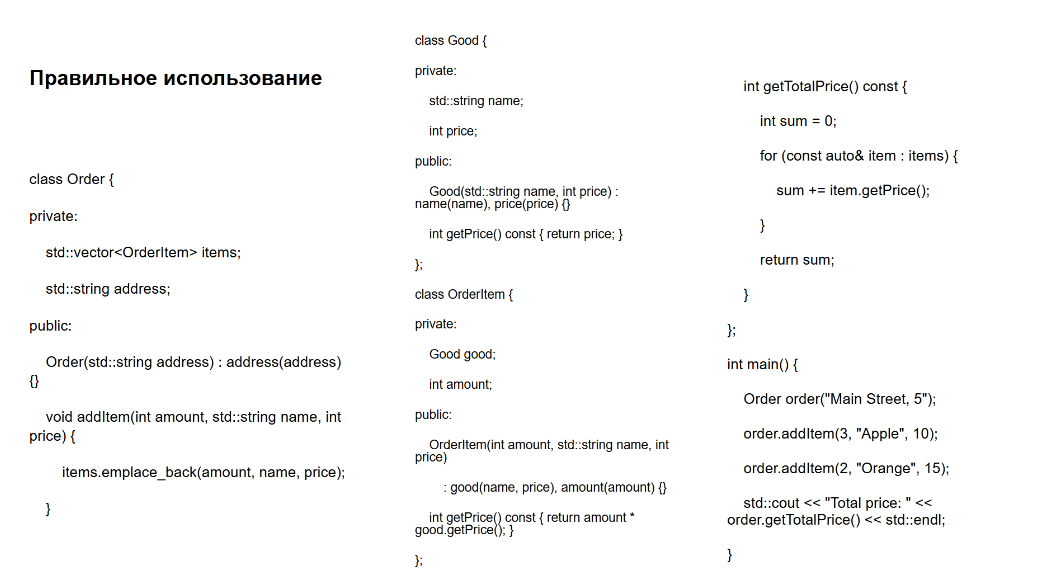 Правильное использование
class Order {
private:
std::vector<OrderItem> items;
std::string address;
public:
Order(std::string address) : address(address)
{}
void addItem(int amount, std::string name, int
price) {
items.emplace_back(amount, name, price);
}
class Good {
private:
std::string name;
int price;
public:
Good(std::string name, int price) :
name(name), price(price) {}
int getPrice() const { return price; }
};
class OrderItem {
private:
Good good;
int amount;
public:
OrderItem(int amount, std::string name, int
price)
: good(name, price), amount(amount) {}
int getPrice() const { return amount *
good.getPrice(); }
};
int getTotalPrice() const {
int sum = 0;
for (const auto& item : items) {
sum += item.getPrice();
}
return sum;
}
};
int main() {
Order order("Main Street, 5");
order.addItem(3, "Apple", 10);
order.addItem(2, "Orange", 15);
std::cout << "Total price: " <<
order.getTotalPrice() << std::endl;
}